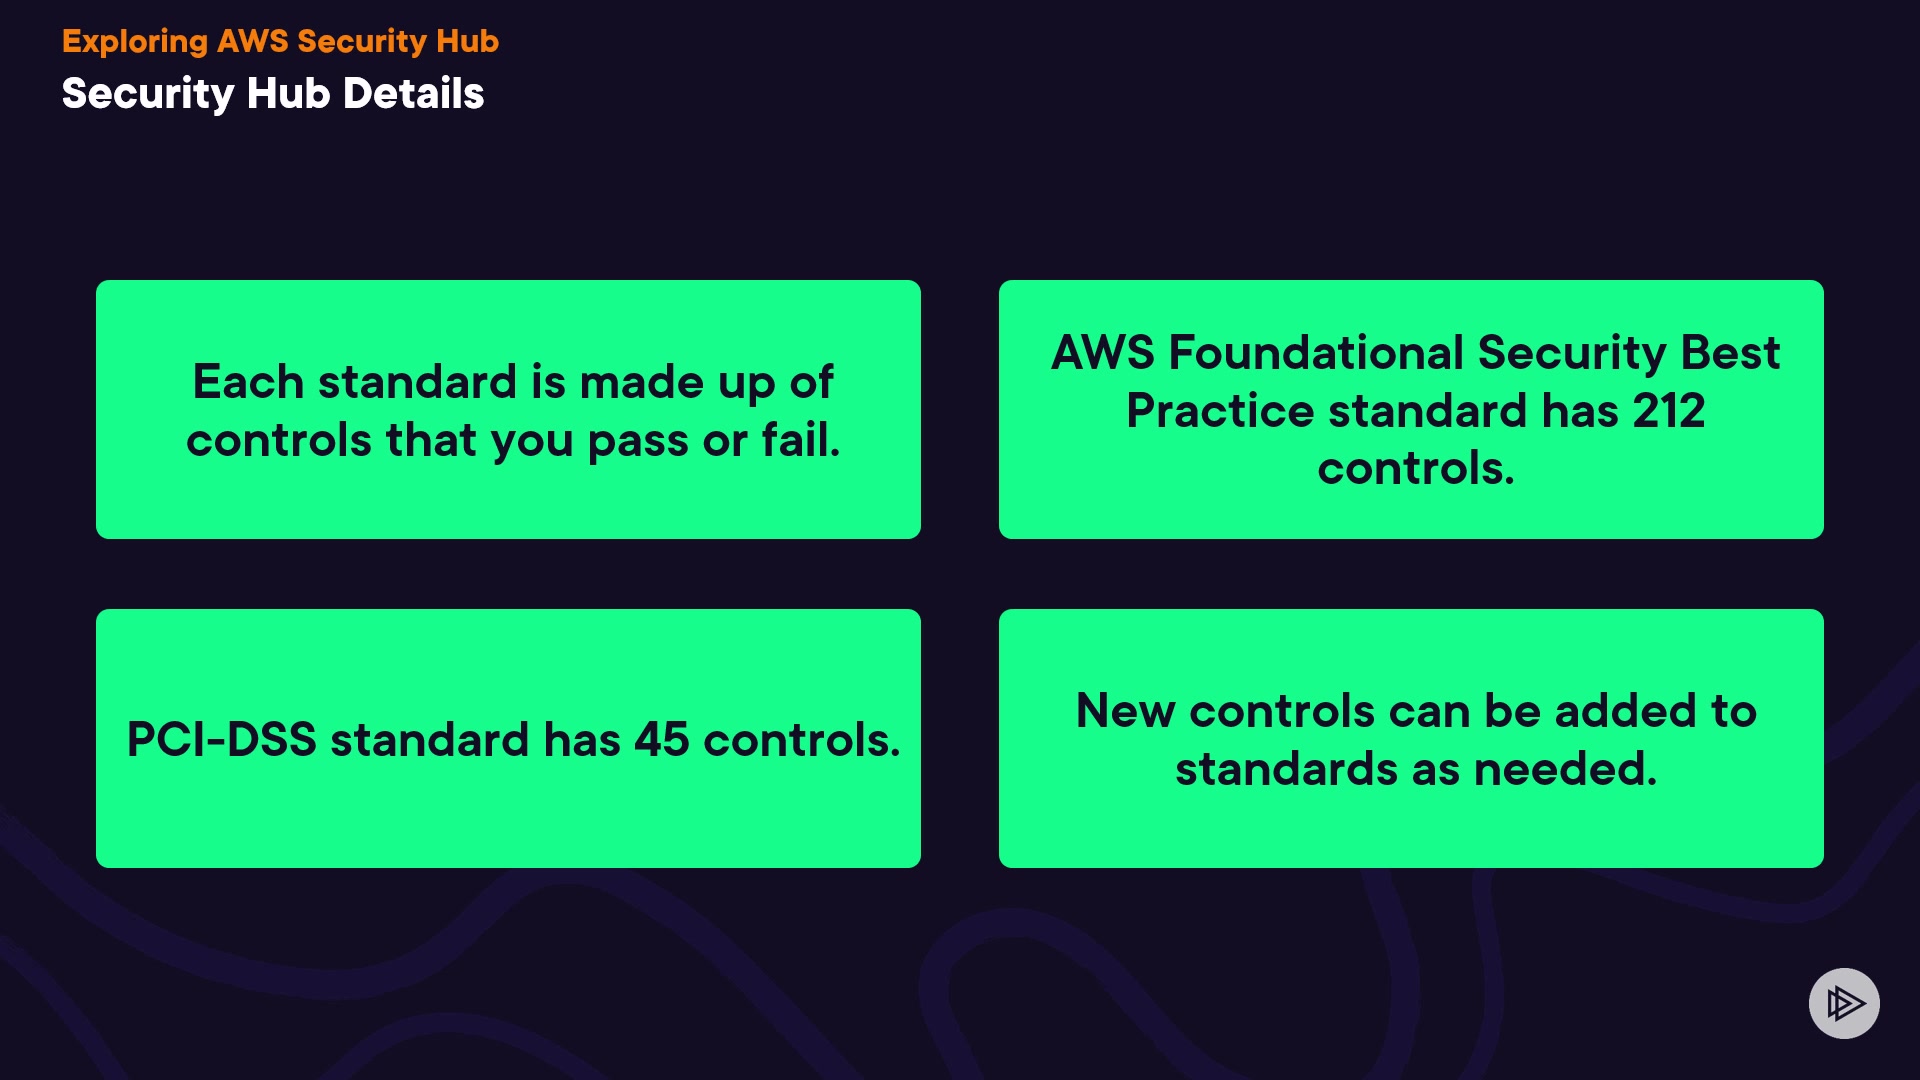 Exploring AWS Security Hub
Security Hub Details
Each standard is made up of
controls that you pass or fail.
AWS Foundational Security Best
Practice standard has 212
controls.
PCI-DSS standard has 45 controls.
New controls can be added to
standards as needed.